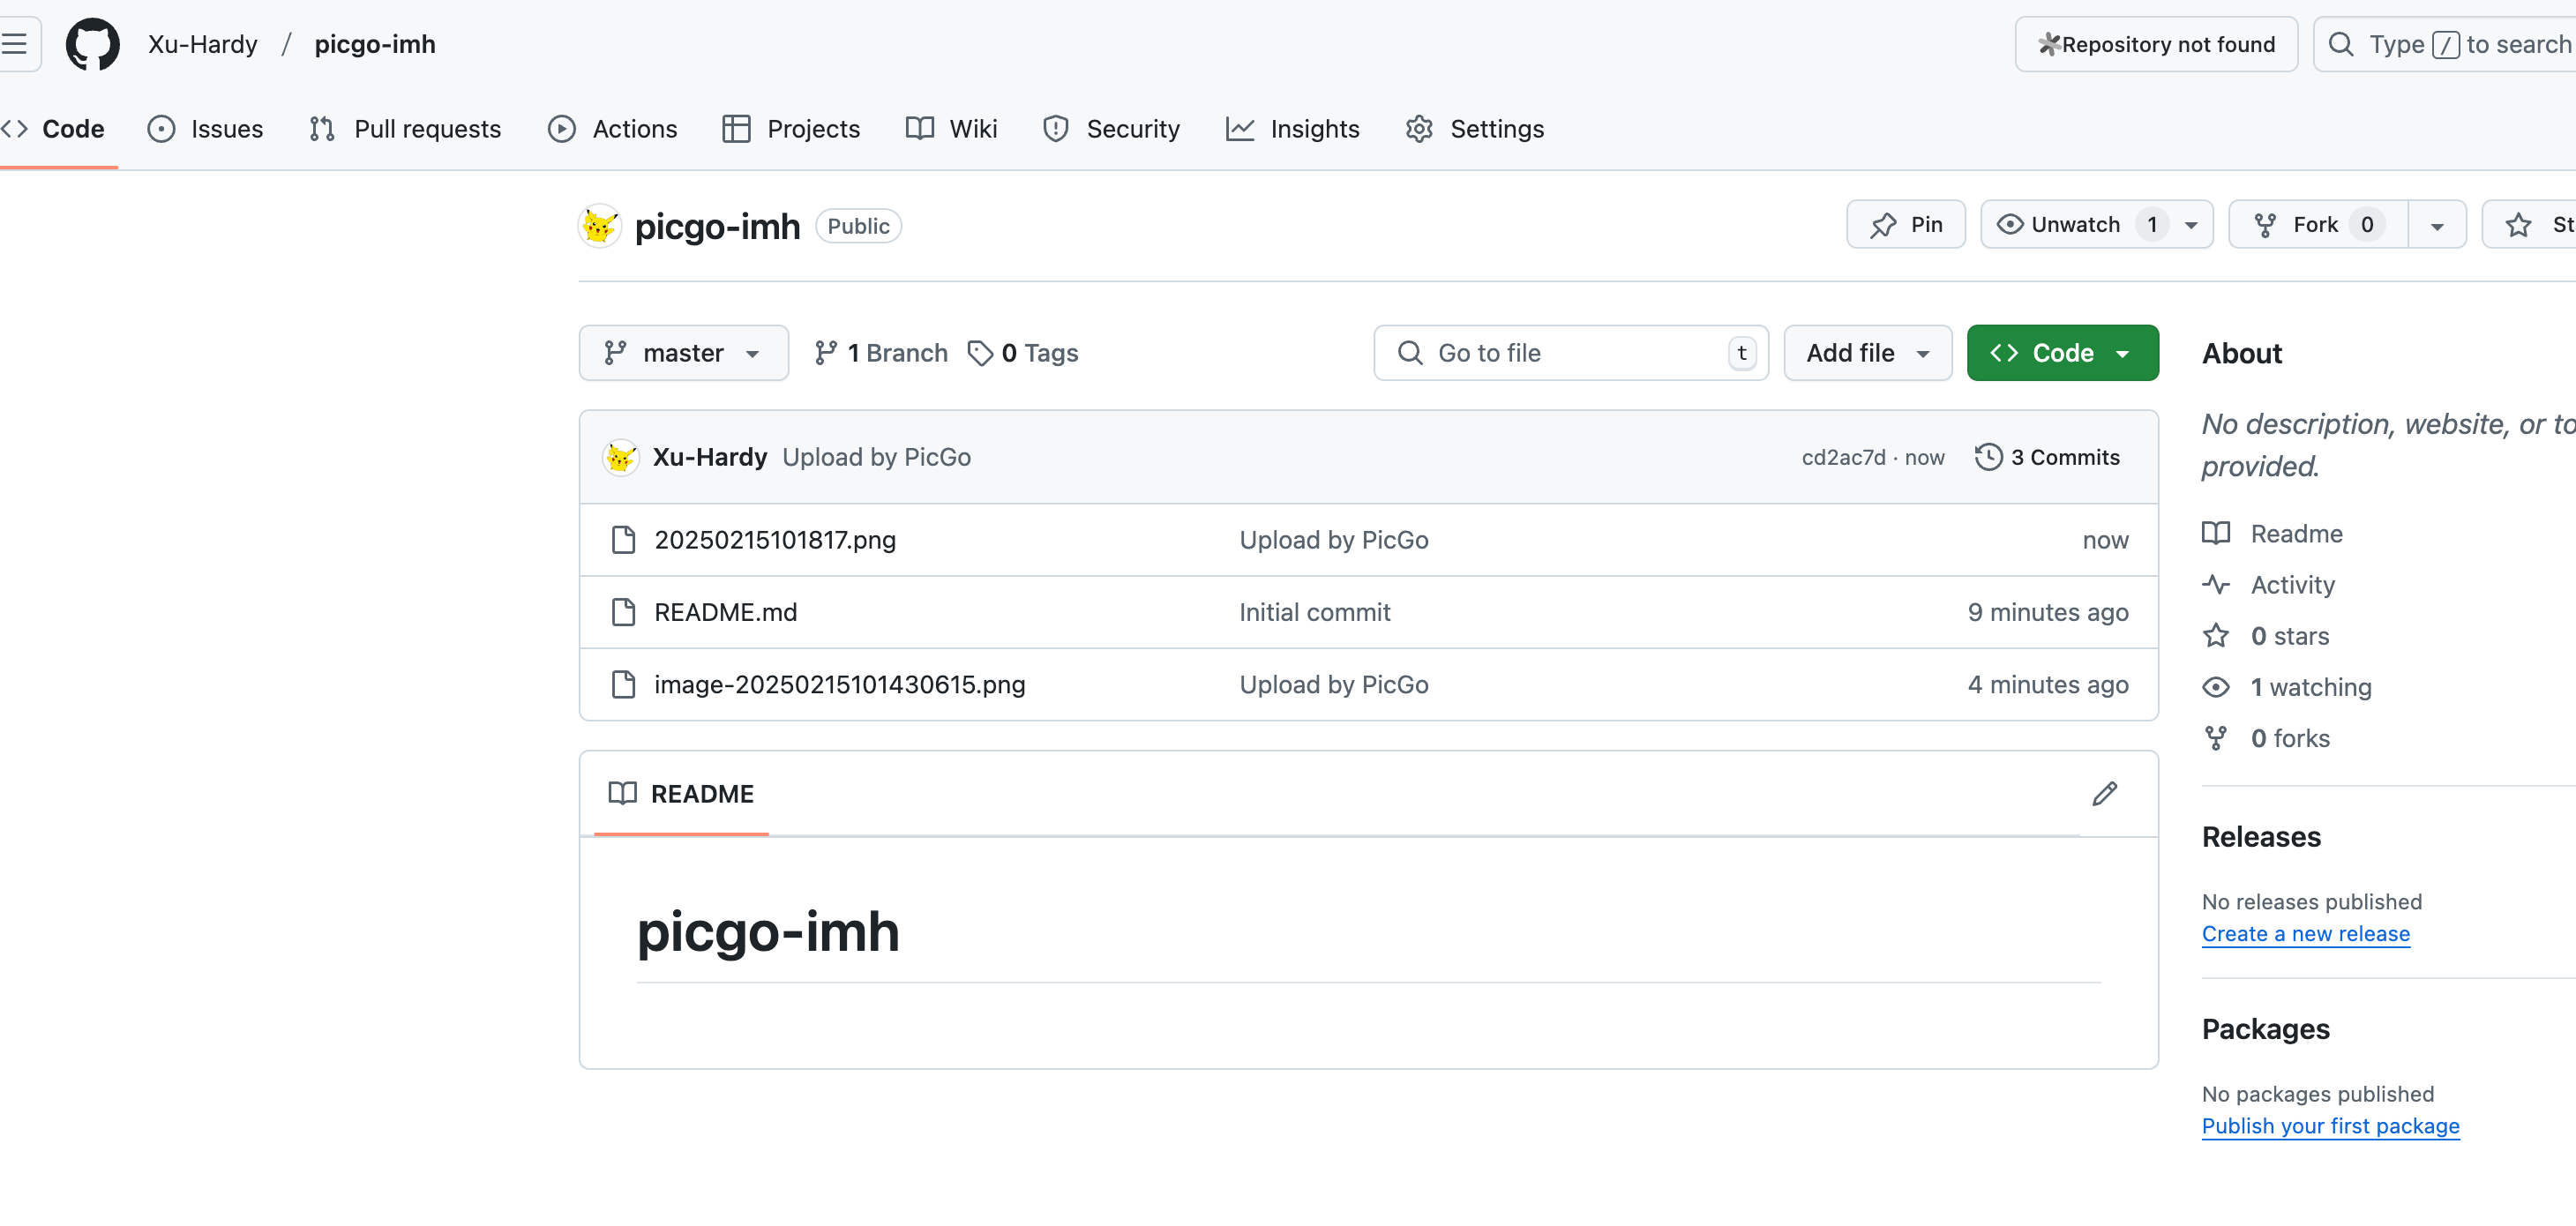 Xu-Hardy / picgo-imh
Repository not found
Type / to search
Code
Issues
Pull requests
Actions
Projects
Wiki
Security
Insights
Settings
picgo-imh Public
Pin
Unwatch 1
Fork 0
master
1 Branch
0 Tags
Go to file t
Add file
Code
Xu-Hardy Upload by PicGo cd2ac7d · now 3 Commits
20250215101817.png Upload by PicGo now
README.md Initial commit 9 minutes ago
image-20250215101430615.png Upload by PicGo 4 minutes ago
README
picgo-imh
About
No description, website, or
provided.
Readme
Activity
0 stars
1 watching
0 forks
Releases
No releases published
Create a new release
Packages
No packages published
Publish your first package